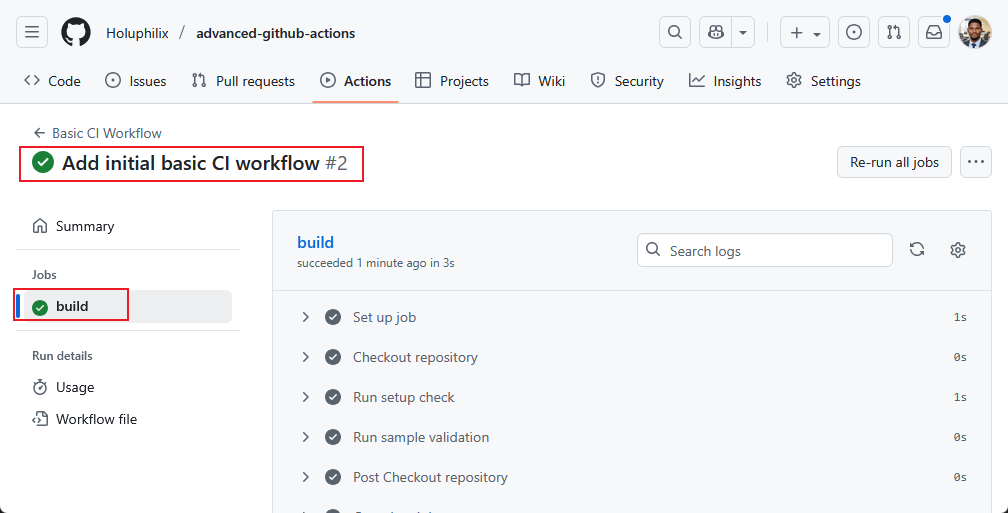 Holuphilix / advanced-github-actions
Code Issues Pull requests Actions Projects Wiki Security Insights Settings
Basic CI Workflow
Add initial basic CI workflow #2
Re-run all jobs
Summary
Jobs
build
Run details
Usage
Workflow file
build
succeeded 1 minute ago in 3s
Search logs
Set up job 1s
Checkout repository 0s
Run setup check 1s
Run sample validation 0s
Post Checkout repository 0s